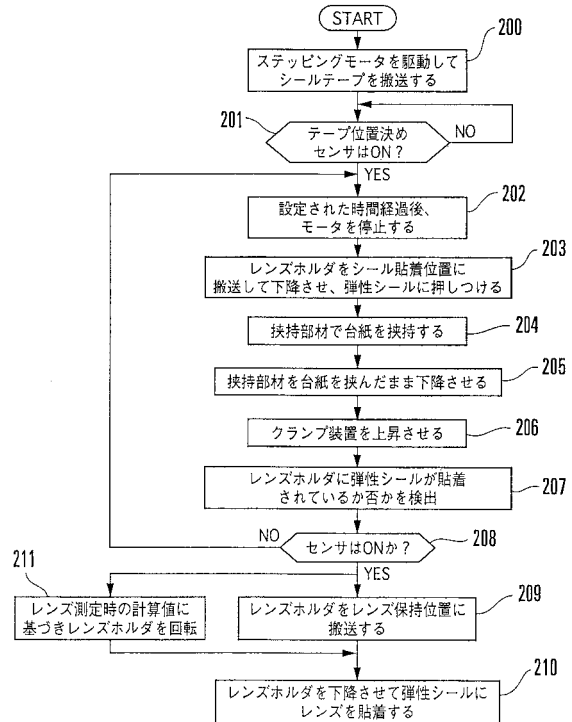 START
200
ステッピングモータを駆動して
シールテープを搬送する
201
テープ位置決め
センサはON？
NO
YES
202
設定された時間経過後、
モータを停止する
203
レンズホルダをシール貼着位置に
搬送して下降させ、弾性シールに押しつける
204
挟持部材で台紙を挟持する
205
挟持部材を台紙を挟んだまま下降させる
206
クランプ装置を上昇させる
207
レンズホルダに弾性シールが貼着
されているか否かを検出
NO
208
センサはONか？
YES
211
レンズ測定時の計算値に
基づきレンズホルダを回転
209
レンズホルダをレンズ保持位置に
搬送する
210
レンズホルダを下降させて弾性シールに
レンズを貼着する